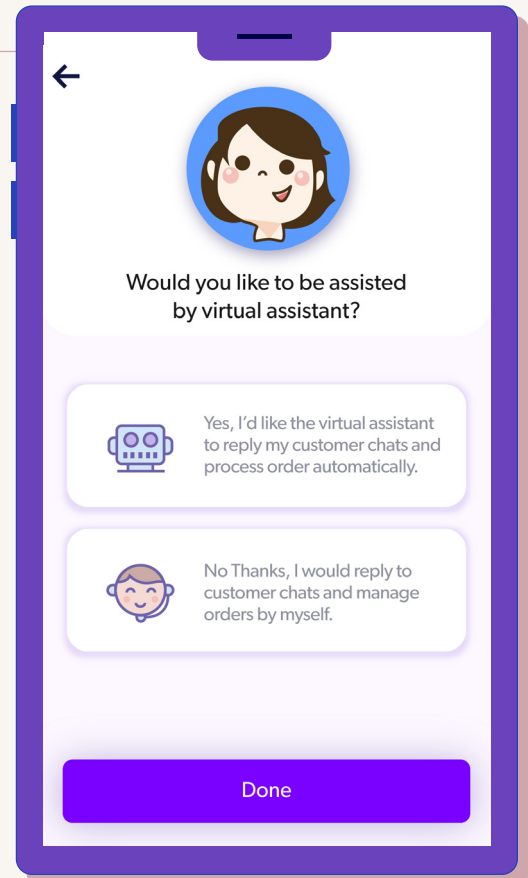 Would you like to be assisted
by virtual assistant?
Yes, I'd like the virtual assistant
to reply my customer chats and
process order automatically.
No Thanks, I would reply to
customer chats and manage
orders by myself.
Done